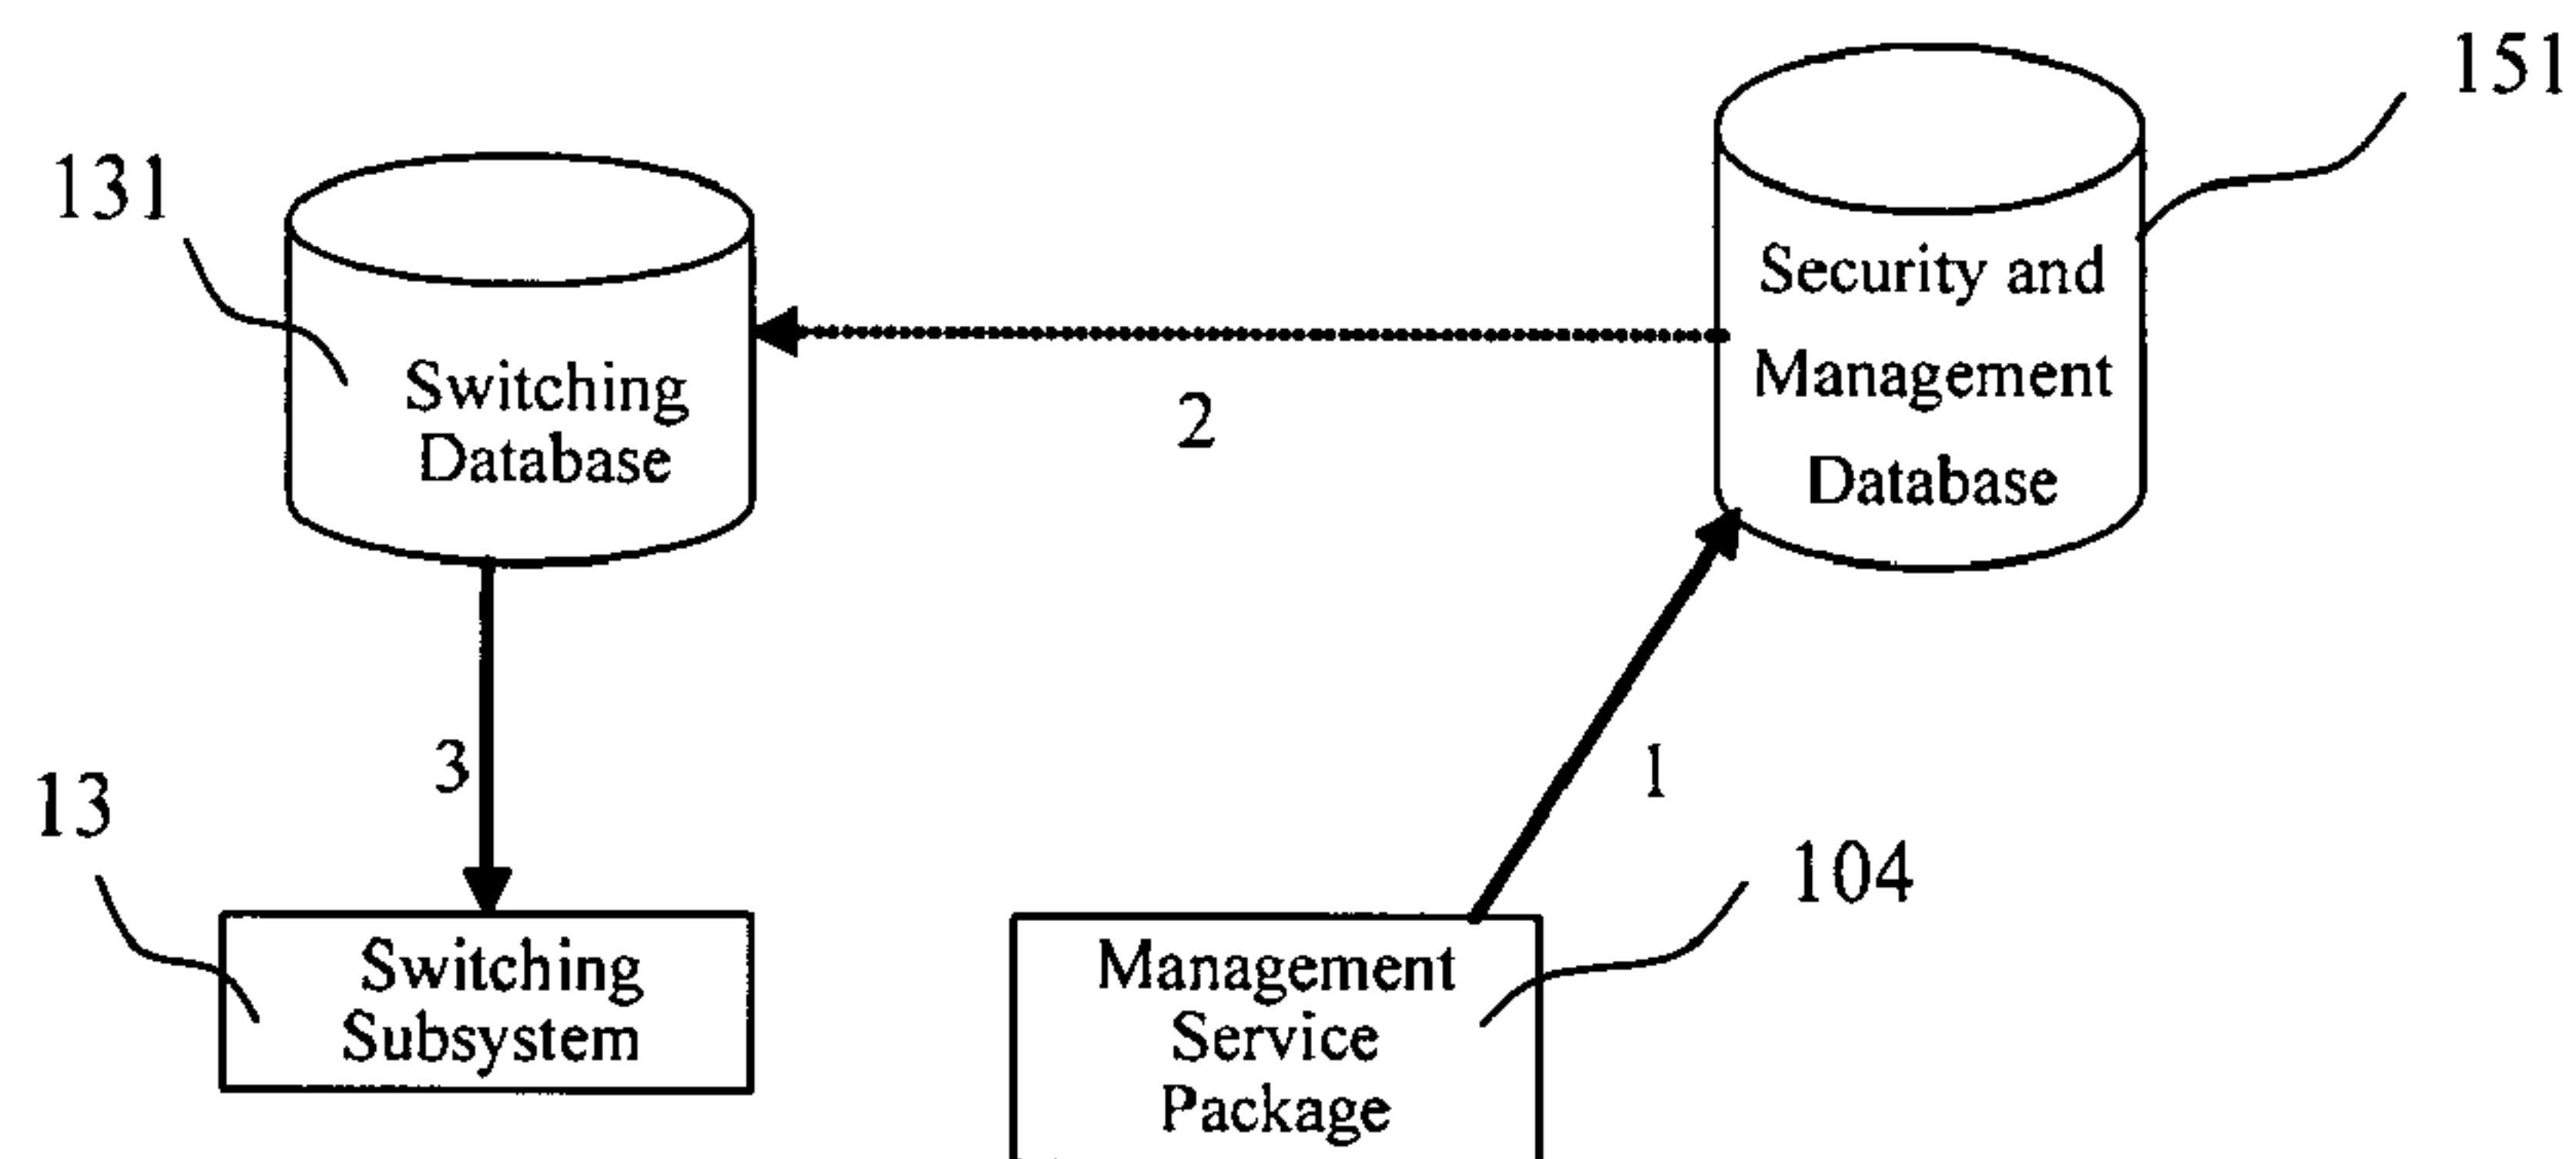 151
131
Security and
Management
Database
Switching
Database
2
3
1
13
104
Switching
Subsystem
Management
Service
Package